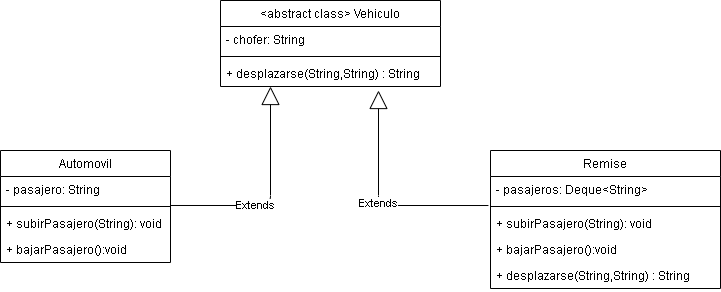 <abstract class> Vehiculo
- chofer: String
+ desplazarse(String,String) : String
Automovil
- pasajero: String
+ subirPasajero(String): void
+ bajarPasajero():void
Extends
Extends
Remise
- pasajeros: Deque<String>
+ subirPasajero(String): void
+ bajarPasajero():void
+ desplazarse(String,String) : String